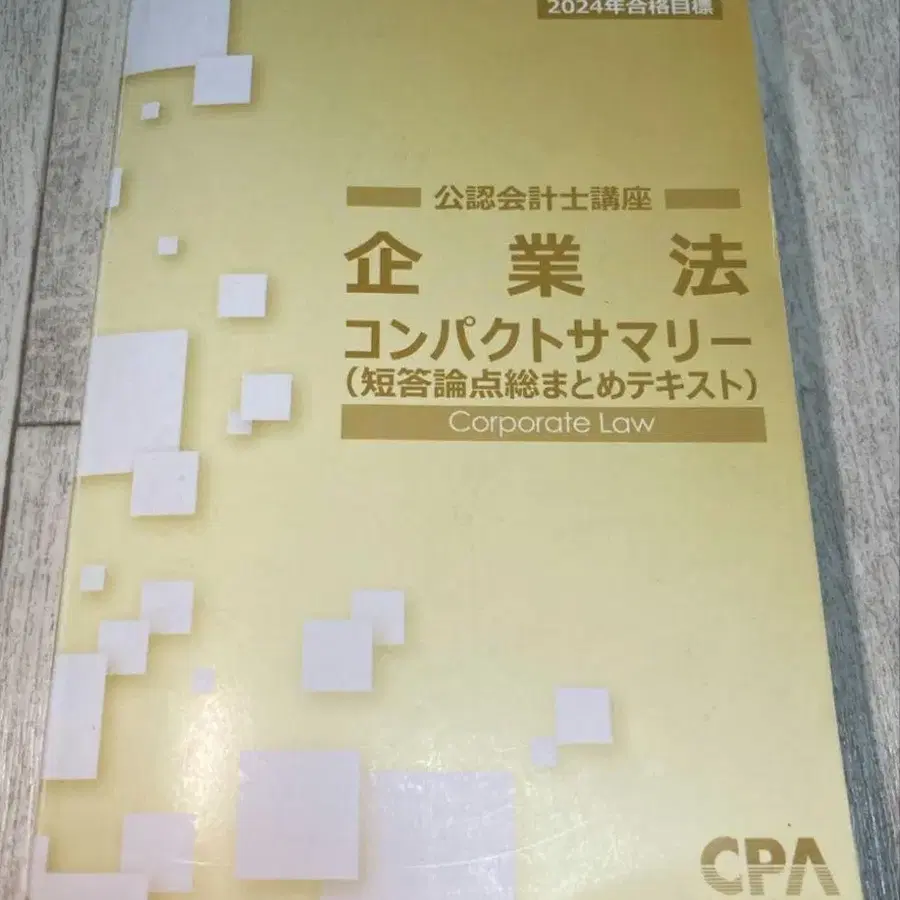 2024年合格目標
公認会計士講座
企業法
コンパクトサマリー
(短答論点総まとめテキスト)
Corporate Law
CPA